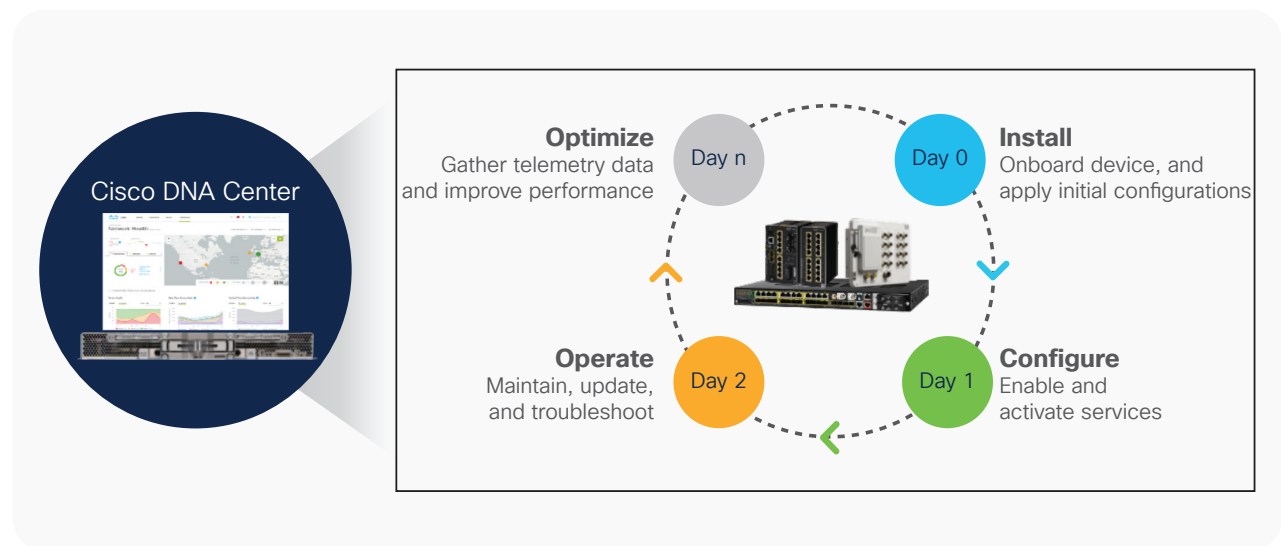 Cisco DNA Center
Optimize
Gather telemetry data
and improve performance
Day n
Day 0
Install
Onboard device, and
apply initial configurations
Operate
Maintain, update,
and troubleshoot
Day 2
Day 1
Configure
Enable and
activate services